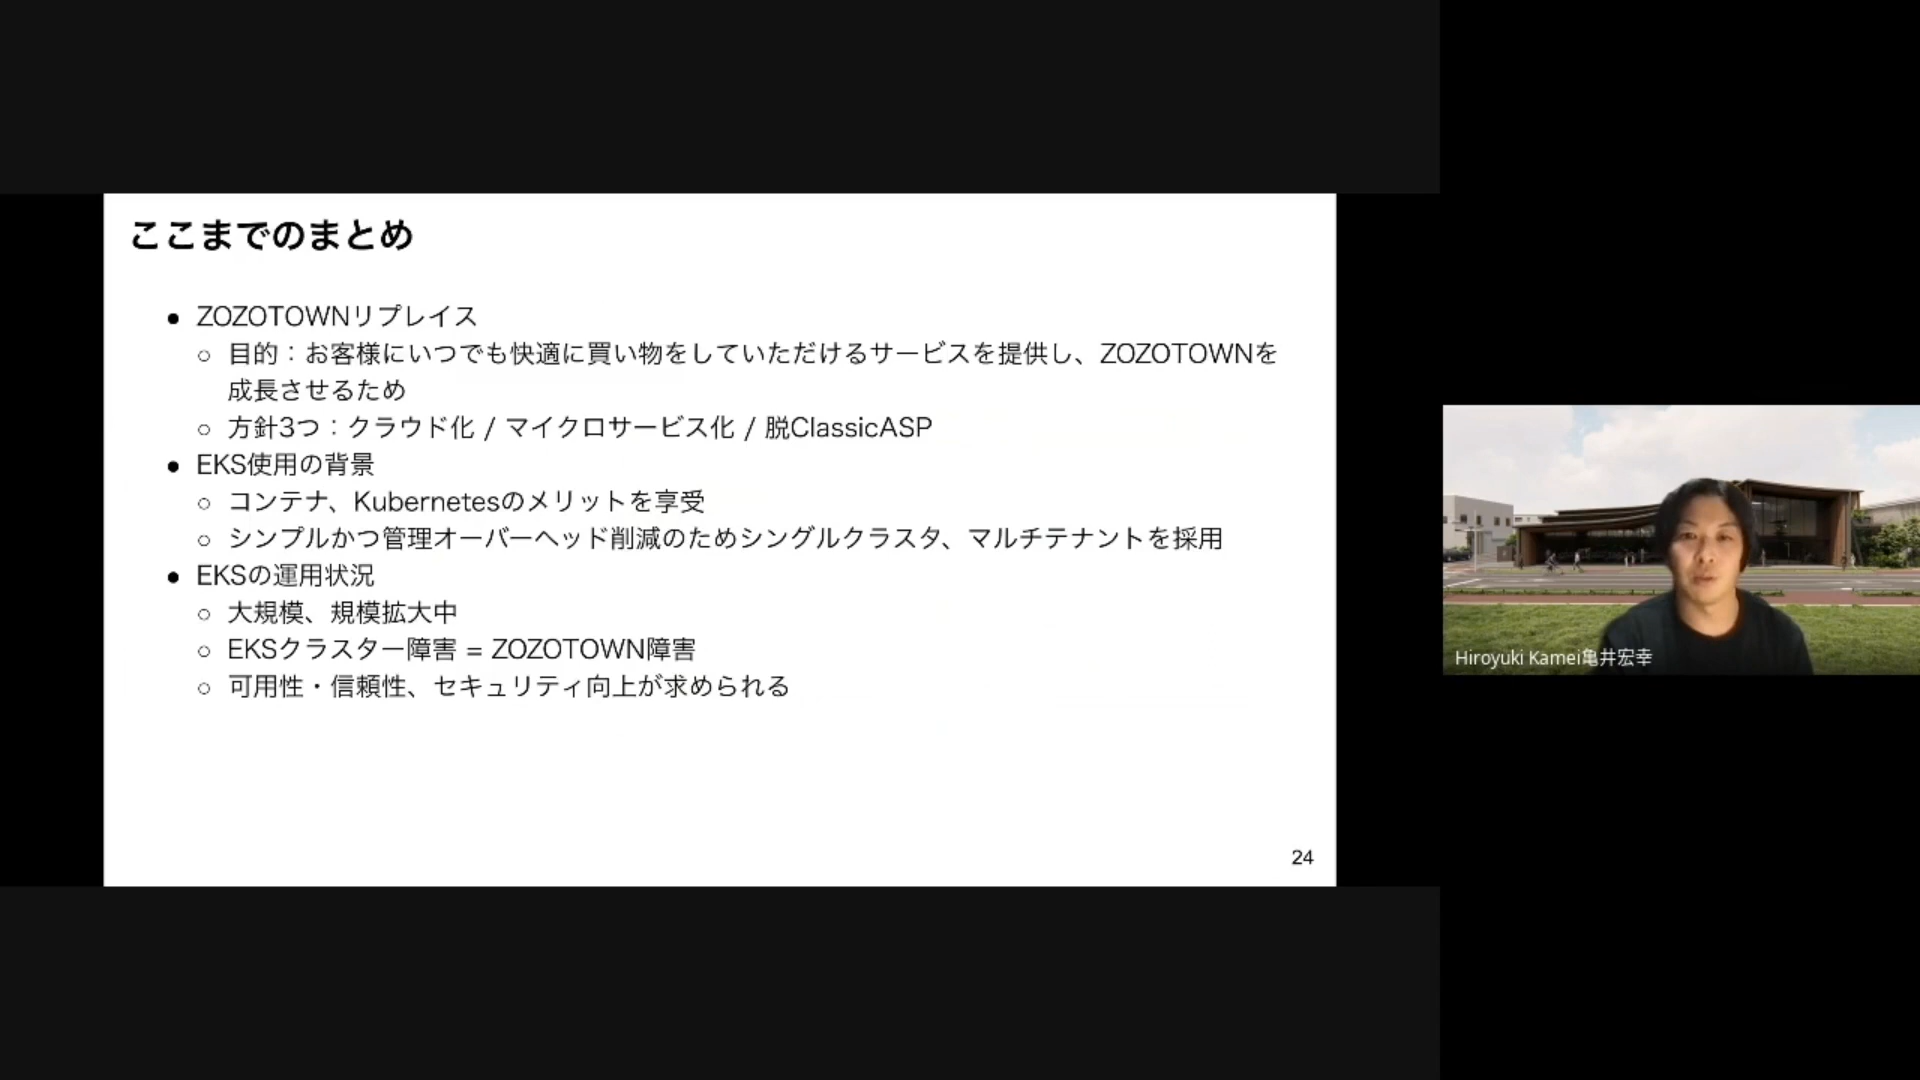 ここまでのまとめ
● ZOZOTOWNリプレイス
○ 目的：お客様にいつでも快適に買い物をしていただけるサービスを提供し、ZOZOTOWNを
成長させるため
○ 方針3つ：クラウド化 / マイクロサービス化 / 脱ClassicASP
● EKS使用の背景
○ コンテナ、Kubernetesのメリットを享受
○ シンプルかつ管理オーバーヘッド削減のためシングルクラスタ、マルチテナントを採用
● EKSの運用状況
○ 大規模、規模拡大中
○ EKSクラスター障害 = ZOZOTOWN障害
○ 可用性・信頼性、セキュリティ向上が求められる
24
Hiroyuki Kamei亀井宏幸